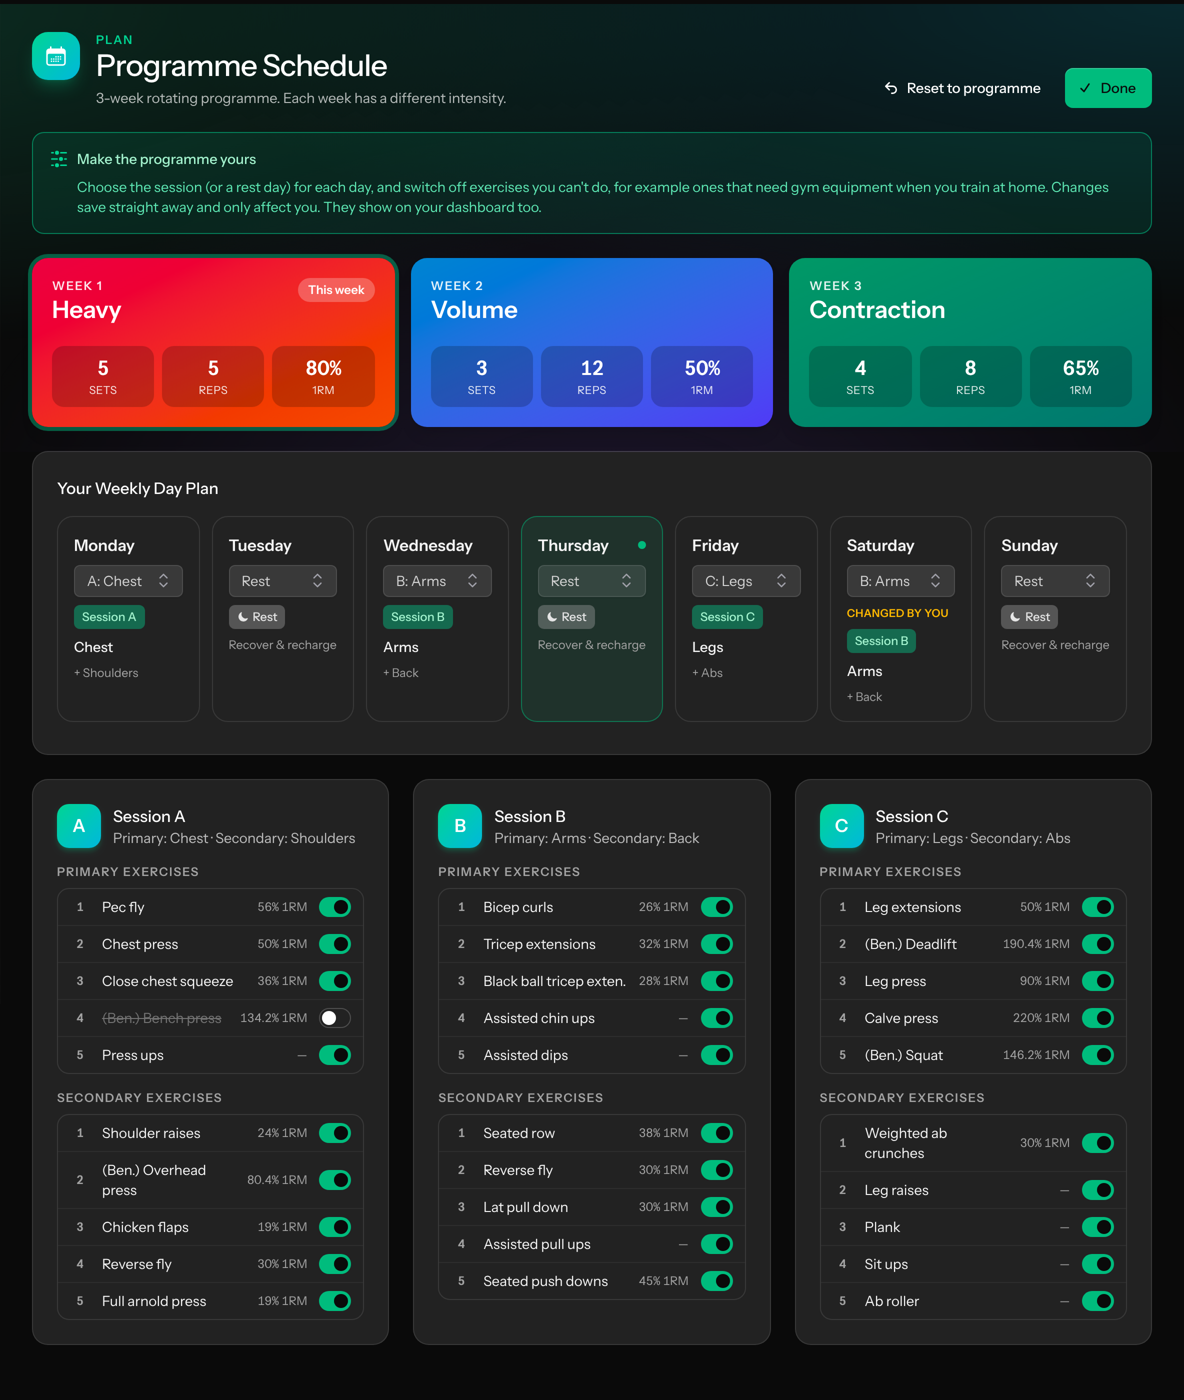 PLAN
Programme Schedule
3-week rotating programme. Each week has a different intensity.
Reset to programme
Done
Make the programme yours
Choose the session (or a rest day) for each day, and switch off exercises you can't do, for example ones that need gym equipment when you train at home. Changes
save straight away and only affect you. They show on your dashboard too.
WEEK 1
This week
Heavy
5
SETS
5
REPS
80%
1RM
WEEK 2
Volume
3
SETS
12
REPS
50%
1RM
WEEK 3
Contraction
4
SETS
8
REPS
65%
1RM
Your Weekly Day Plan
Monday
A: Chest
Session A
Chest
+ Shoulders
Tuesday
Rest
Rest
Recover & recharge
Wednesday
B: Arms
Session B
Arms
+ Back
Thursday
Rest
Rest
Recover & recharge
Friday
C: Legs
Session C
Legs
+ Abs
Saturday
B: Arms
CHANGED BY YOU
Session B
Arms
+ Back
Sunday
Rest
Rest
Recover & recharge
A
Session A
Primary: Chest · Secondary: Shoulders
PRIMARY EXERCISES
1 Pec fly 56% 1RM
2 Chest press 50% 1RM
3 Close chest squeeze 36% 1RM
4 (Ben.) Bench press 134.2% 1RM
5 Press ups —
SECONDARY EXERCISES
1 Shoulder raises 24% 1RM
2 (Ben.) Overhead press 80.4% 1RM
3 Chicken flaps 19% 1RM
4 Reverse fly 30% 1RM
5 Full arnold press 19% 1RM
B
Session B
Primary: Arms · Secondary: Back
PRIMARY EXERCISES
1 Bicep curls 26% 1RM
2 Tricep extensions 32% 1RM
3 Black ball tricep exten. 28% 1RM
4 Assisted chin ups —
5 Assisted dips —
SECONDARY EXERCISES
1 Seated row 38% 1RM
2 Reverse fly 30% 1RM
3 Lat pull down 30% 1RM
4 Assisted pull ups —
5 Seated push downs 45% 1RM
C
Session C
Primary: Legs · Secondary: Abs
PRIMARY EXERCISES
1 Leg extensions 50% 1RM
2 (Ben.) Deadlift 190.4% 1RM
3 Leg press 90% 1RM
4 Calve press 220% 1RM
5 (Ben.) Squat 146.2% 1RM
SECONDARY EXERCISES
1 Weighted ab crunches 30% 1RM
2 Leg raises —
3 Plank —
4 Sit ups —
5 Ab roller —